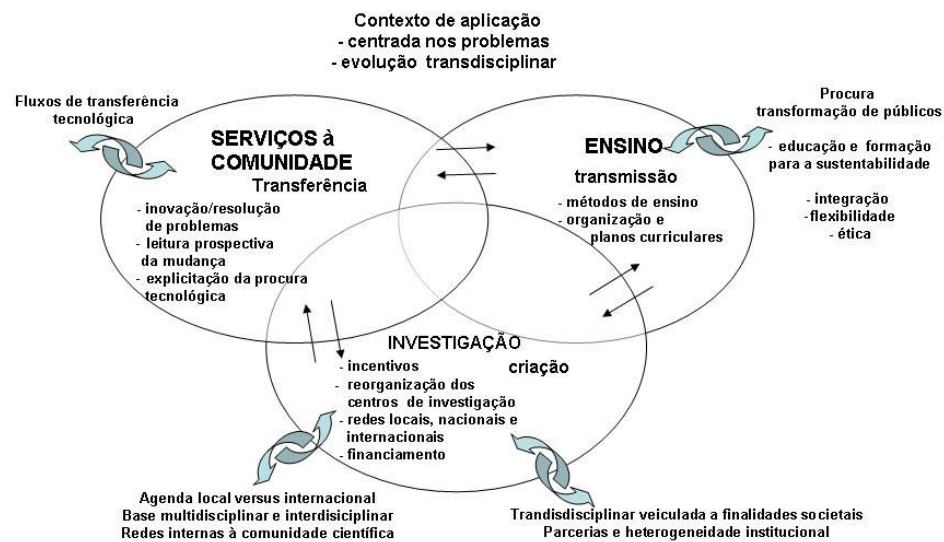 Contexto de aplicação
- centrada nos problemas
- evolução transdisciplinar
Fluxos de transferência
tecnológica
SERVIÇOS à
COMUNIDADE
Transferência
- inovação/resolução
de problemas
- leitura prospectiva
da mudança
- explicitação da procura
tecnológica
ENSINO
transmissão
- métodos de ensino
- organização e
planos curriculares
Procura
transformação de públicos
- educação e formação
para a sustentabilidade
- integração
-flexibilidade
- ética
INVESTIGAÇÃO
criação
- incentivos
- reorganização dos
centros de investigação
- redes locais, nacionais e
internacionais
- financiamento
Agenda local versus internacional
Base multidisciplinar e interdisiciplinar
Redes internas à comunidade científica
Trandisdisciplinar veiculada a finalidades societais
Parcerias e heterogeneidade institucional